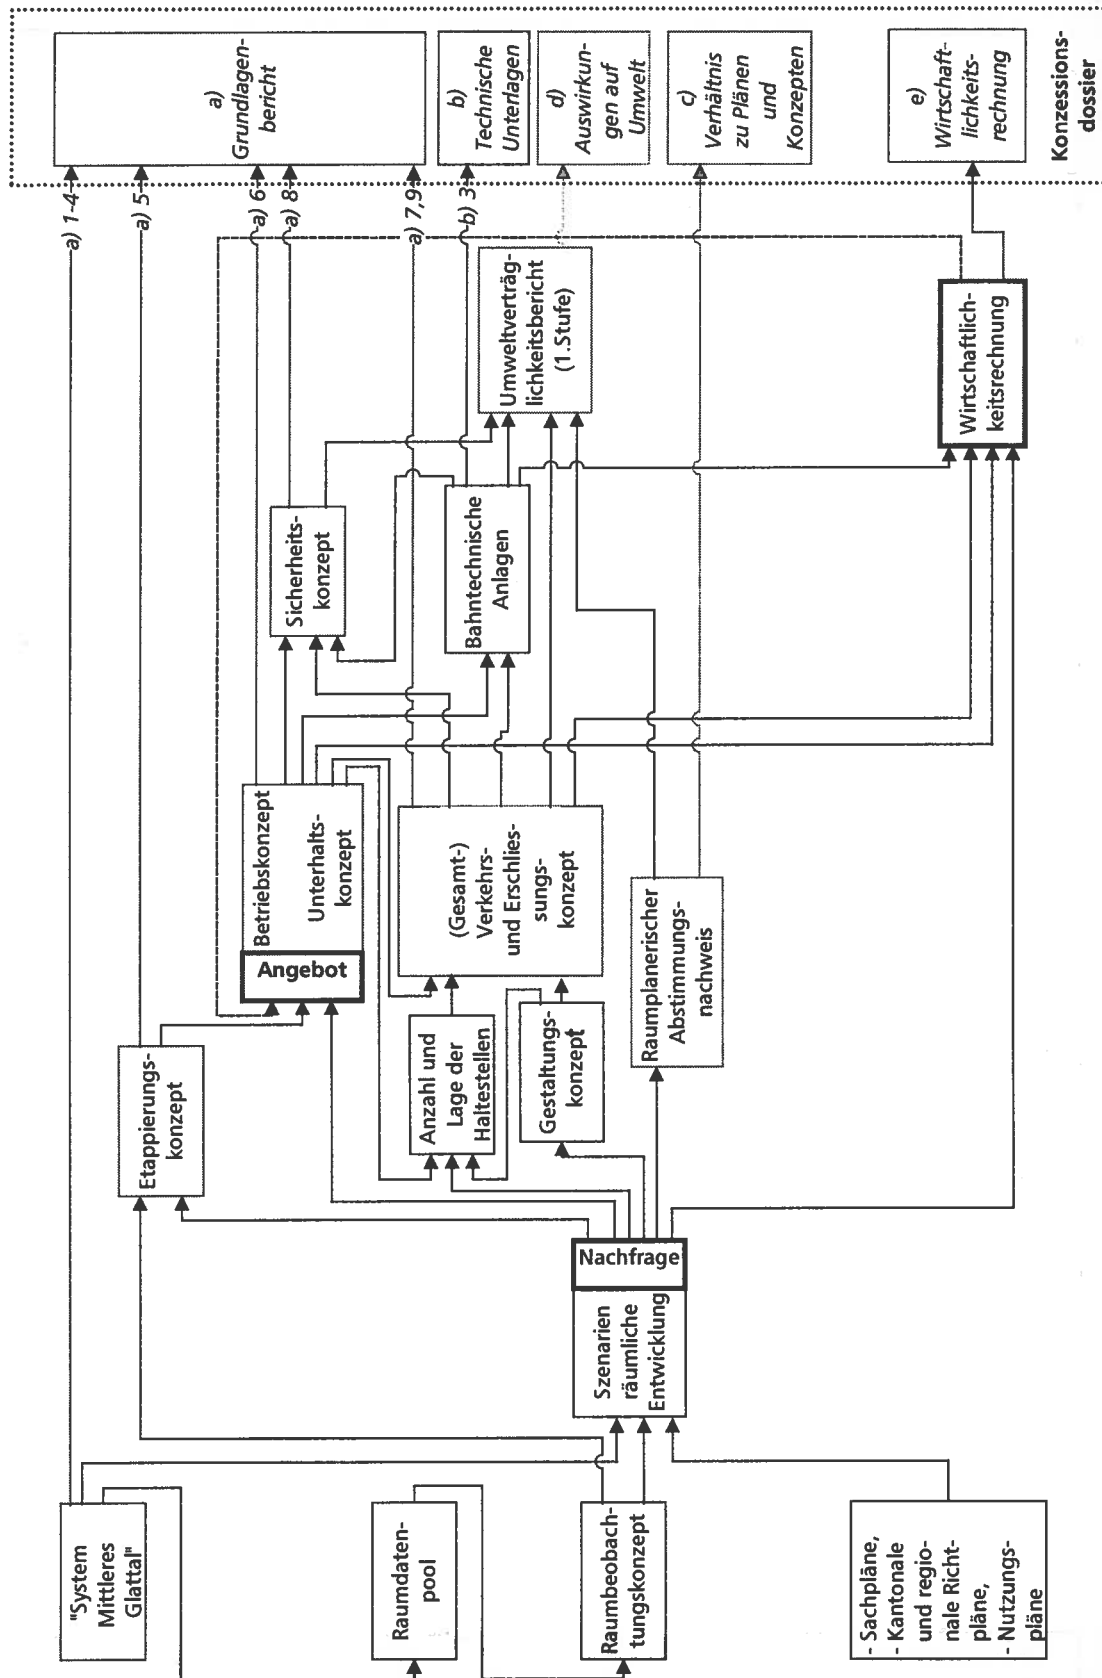 "System
Mittleres
Glattal"
Raumdaten-
pool
Raumbeobach-
tungskonzept
- Sachpläne,
- Kantonale
und regio-
nale Richt-
pläne,
- Nutzungs-
pläne
Szenarien
räumliche
Entwicklung
Nachfrage
Etappierungs-
konzept
Anzahl und
Lage der
Haltestellen
Gestaltungs-
konzept
Raumplanerischer
Abstimmungs-
nachweis
Angebot
Betriebskonzept
Unterhalts-
konzept
(Gesamt-)
Verkehrs-
und Erschlies-
sungs-
konzept
Sicherheits-
konzept
Bahntechnische
Anlagen
Umweltverträg-
lichkeitsbericht
(1.Stufe)
Wirtschaftlich-
keitsrechnung
a) 1-4
a) 5
a) 6
a) 8
a) 7,9
b) 3
a)
Grundlagen-
bericht
b)
Technische
Unterlagen
d)
Auswirkun-
gen auf
Umwelt
c)
Verhältnis
zu Plänen
und
Konzepten
e)
Wirtschaft-
lichkeits-
rechnung
Konzessions-
dossier